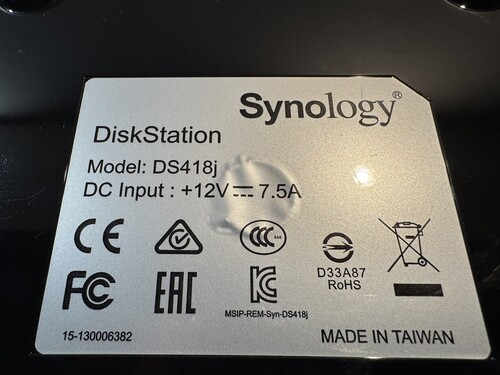 Synology®
DiskStation
Model: DS418j
DC Input : +12V⎓ 7.5A
CE
CCC
D33A87
RoHS
FC
EAC
MSIP-REM-Syn-DS418j
15-130006382
MADE IN TAIWAN